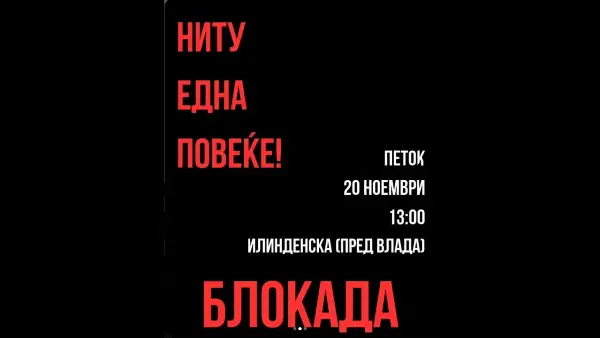 НИТУ
ЕДНА
ПОВЕЌЕ!
ПЕТОК
20 НОЕМВРИ
13:00
ИЛИНДЕНСКА (ПРЕД ВЛАДА)
БЛОКАДА